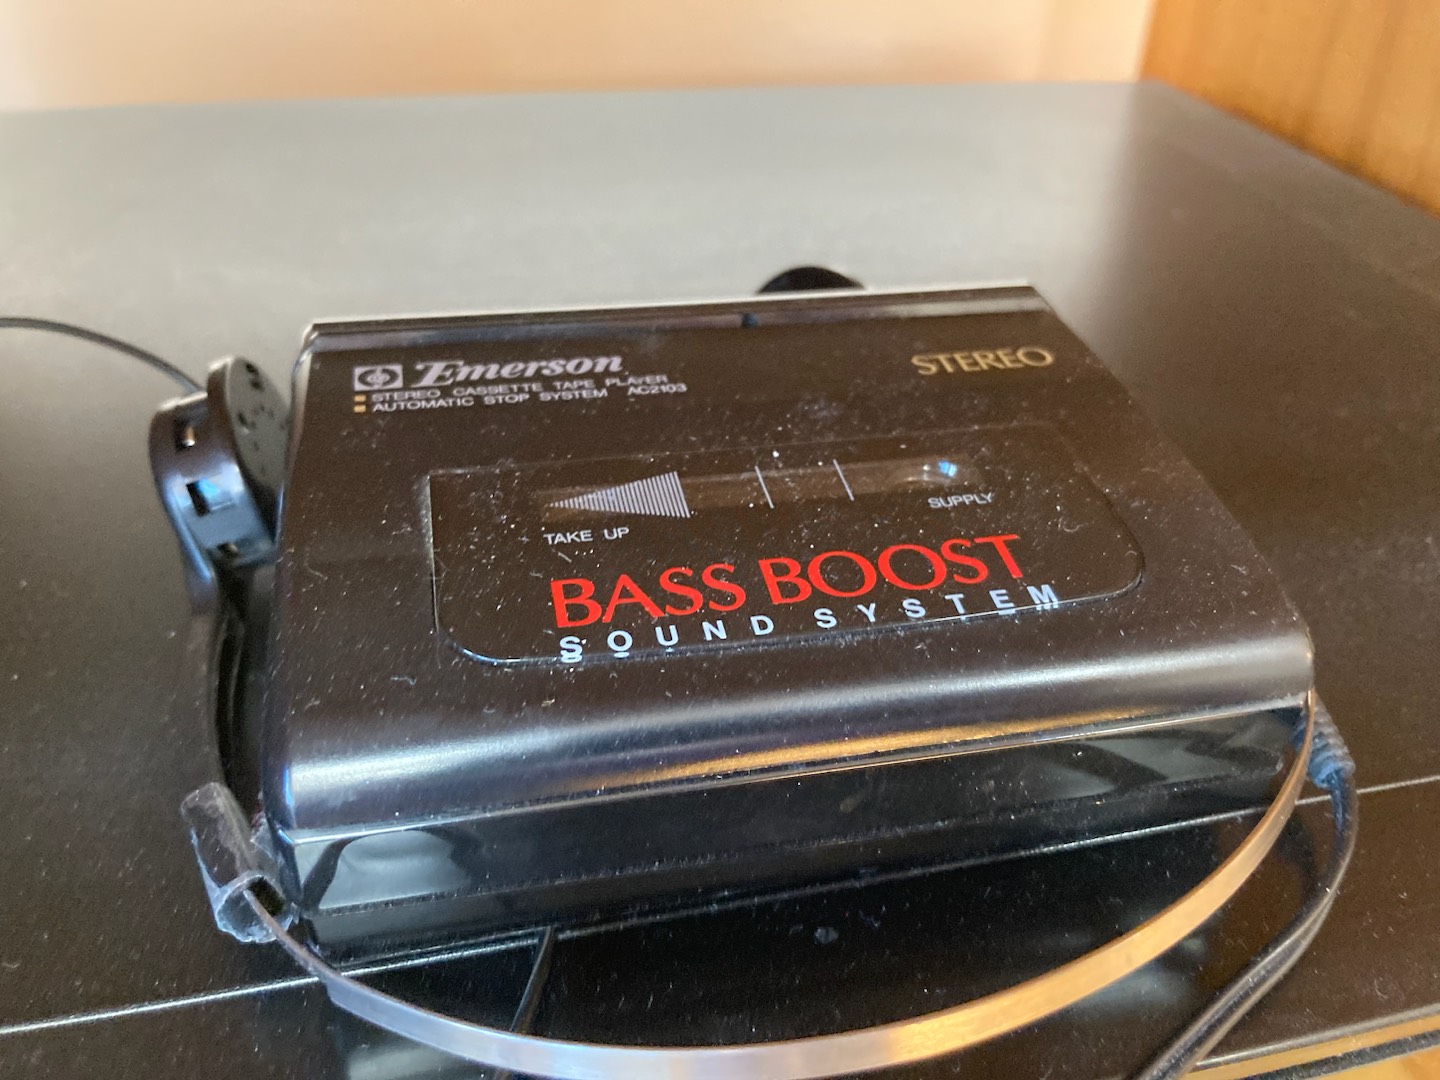 Emerson
STEREO CASSETTE TAPE PLAYER
AUTOMATIC STOP SYSTEM AC2103
STEREO
TAKE UP
SUPPLY
BASS BOOST
SOUND SYSTEM